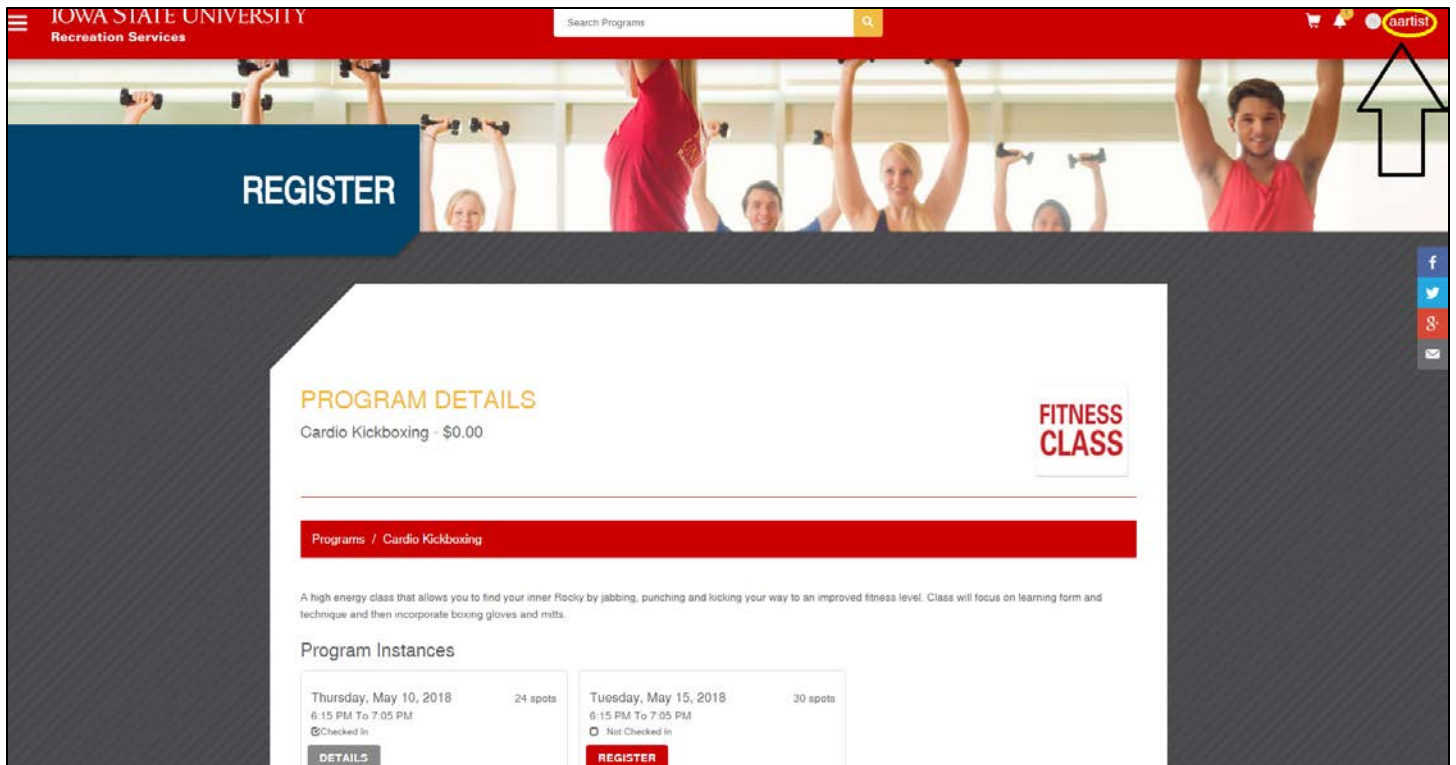 IOWA STATE UNIVERSITY
Recreation Services
Search Programs
aartist
REGISTER
PROGRAM DETAILS
Cardio Kickboxing - $0.00
FITNESS
CLASS
Programs / Cardio Kickboxing
A high energy class that allows you to find your inner Rocky by jabbing, punching and kicking your way to an improved fitness level. Class will focus on learning form and
technique and then incorporate boxing gloves and mitts.
Program Instances
Thursday, May 10, 2018 24 spots
6:15 PM To 7:05 PM
Checked In
DETAILS
Tuesday, May 15, 2018 30 spots
6:15 PM To 7:05 PM
Not Checked In
REGISTER